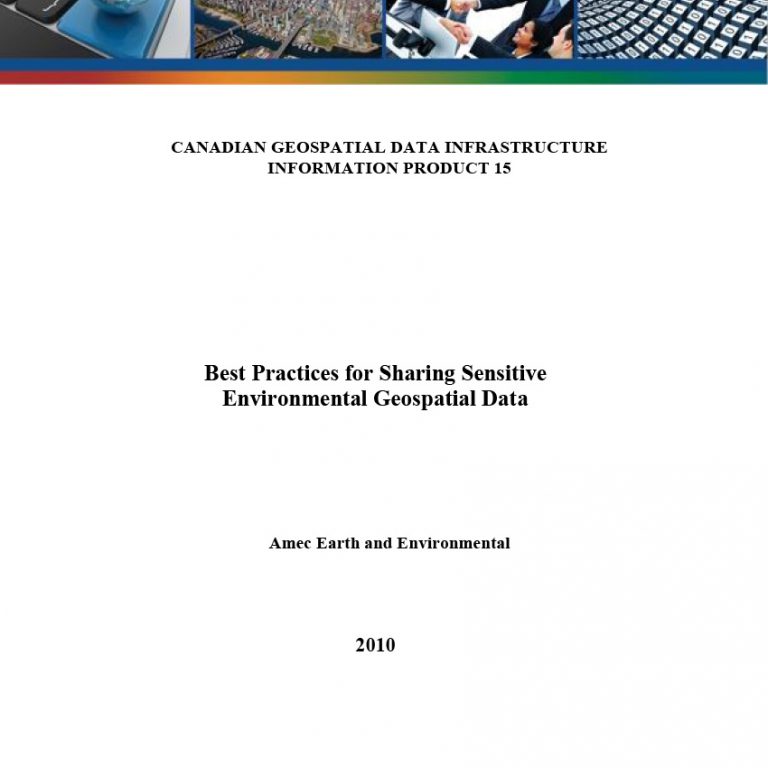 CANADIAN GEOSPATIAL DATA INFRASTRUCTURE
INFORMATION PRODUCT 15
Best Practices for Sharing Sensitive
Environmental Geospatial Data
Amec Earth and Environmental
2010